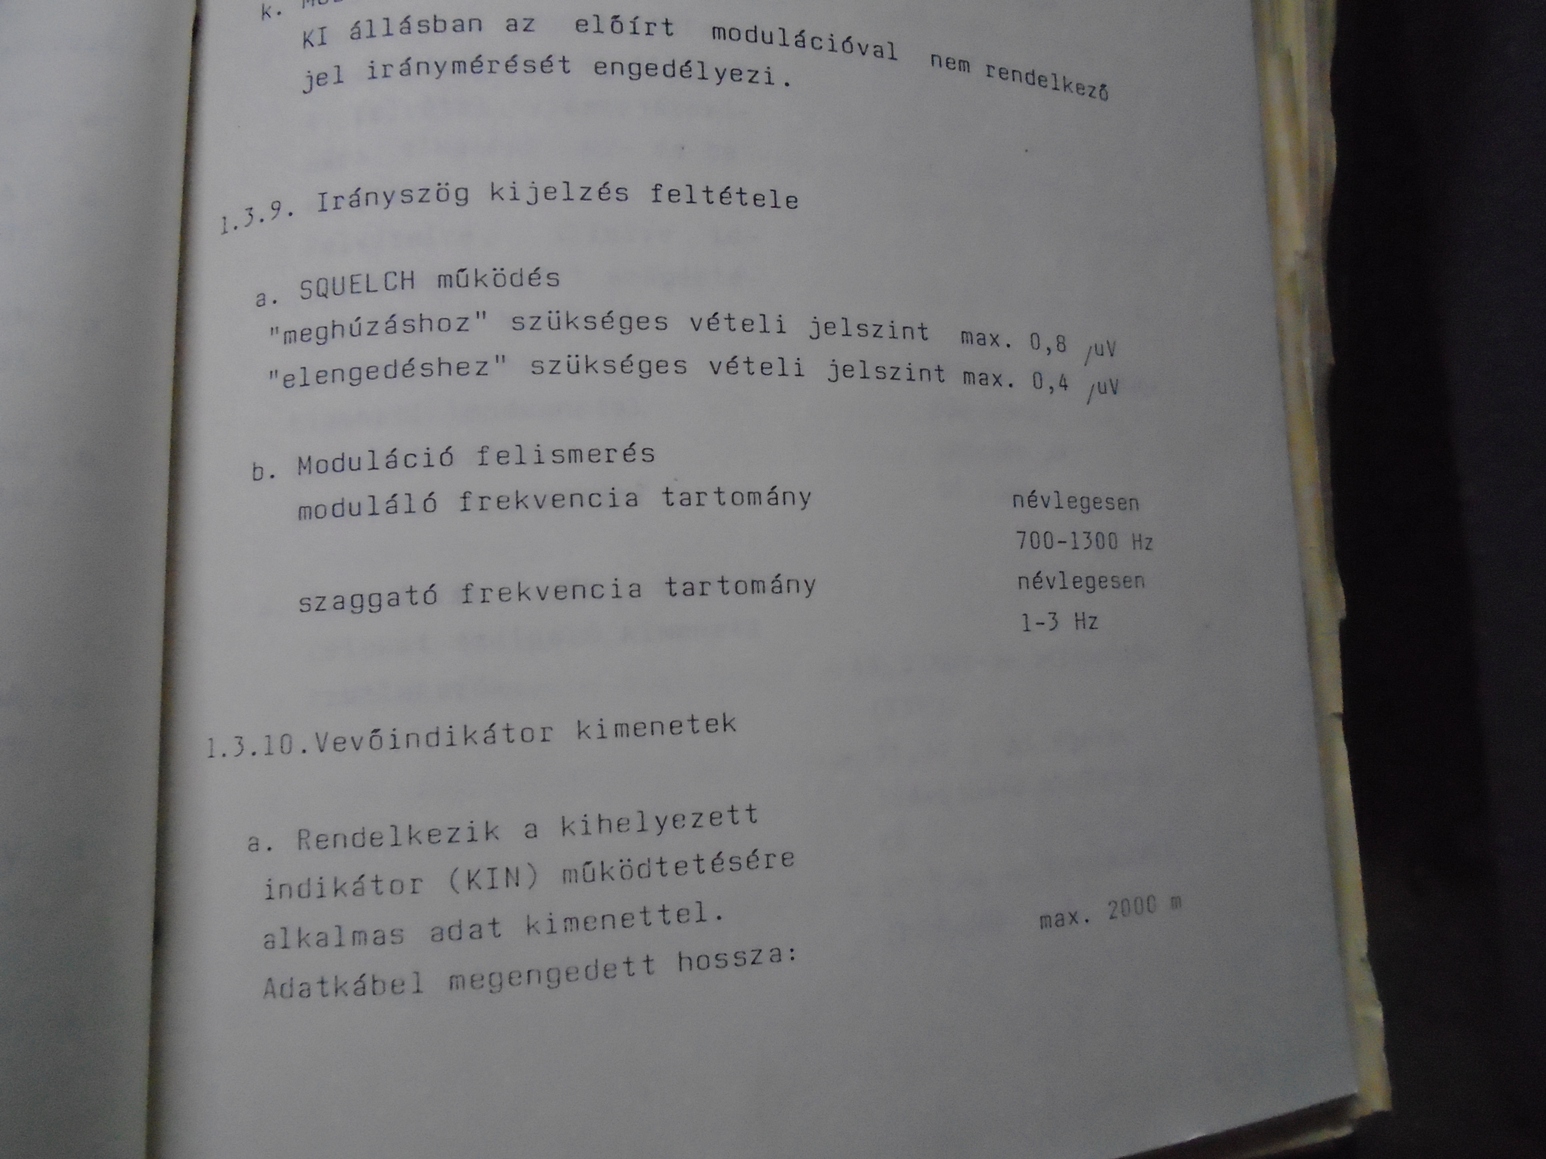 k.
KI állásban az előírt modulációval nem rendelkező
jel iránymérését engedélyezi.
1.3.9. Irányszög kijelzés feltétele
a. SQUELCH működés
"meghúzáshoz" szükséges vételi jelszint max. 0,8 /uV
"elengedéshez" szükséges vételi jelszint max. 0,4 /uV
b. Moduláció felismerés
moduláló frekvencia tartomány névlegesen
700-1300 Hz
szaggató frekvencia tartomány névlegesen
1-3 Hz
1.3.10.Vevőindikátor kimenetek
a. Rendelkezik a kihelyezett
indikátor (KIN) működtetésére
alkalmas adat kimenettel.
Adatkábel megengedett hossza: max. 2000 m